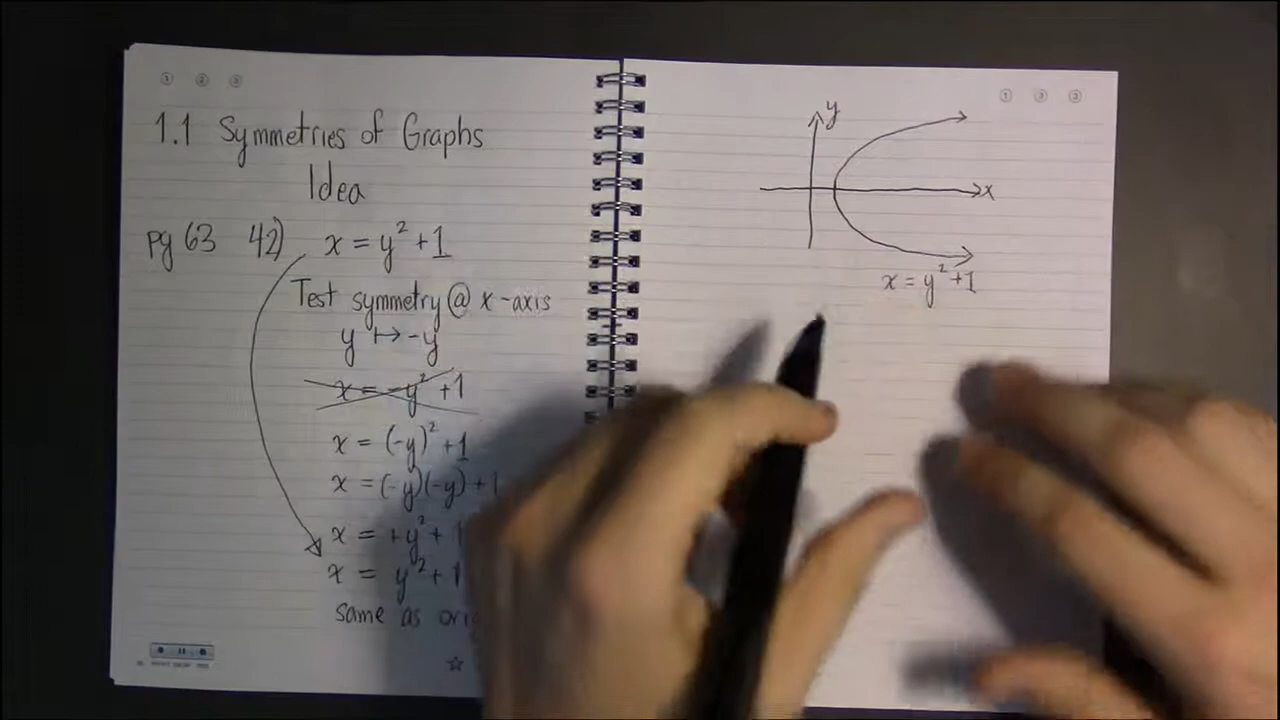 1.1 Symmetries of Graphs
Idea
pg 63 42) x = y² + 1
Test symmetry @ x-axis
y ↦ -y
x = -y² + 1
x = (-y)² + 1
x = (-y)(-y) + 1
x = +y² + 1
x = y² + 1
same as
y
x
x = y² + 1